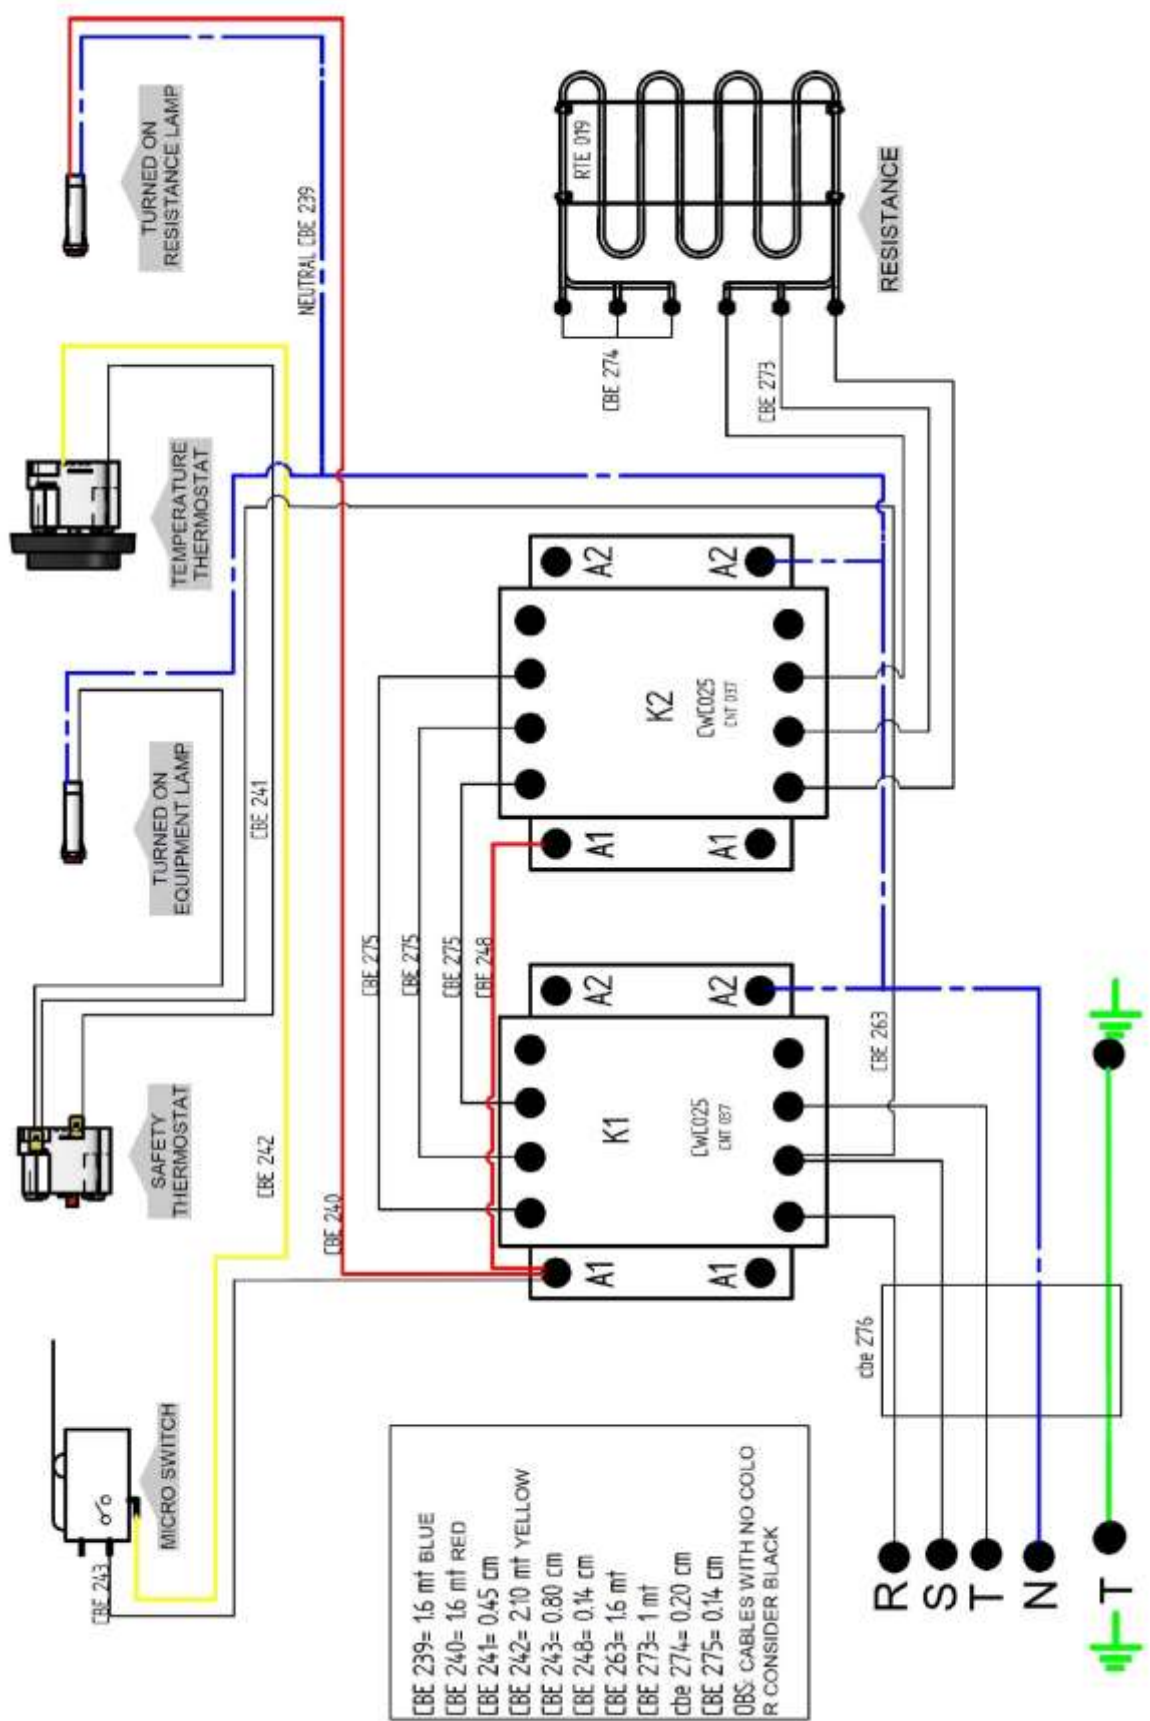 TURNED ON
RESISTANCE LAMP
TEMPERATURE
THERMOSTAT
TURNED ON
EQUIPMENT LAMP
SAFETY
THERMOSTAT
MICRO SWITCH
CBE 243
CBE 242
CBE 241
NEUTRAL CBE 239
CBE 240
CBE 275
CBE 275
CBE 275
CBE 248
RTE 019
RESISTANCE
CBE 274
CBE 273
A1
A1
K1
CWC025
CNT 037
A2
A2
A1
A1
K2
CWC025
CNT 037
A2
A2
CBE 263
cbe 276
R
S
T
N
T
CBE 239= 1.6 mt BLUE
CBE 240= 1.6 mt RED
CBE 241= 0.45 cm
CBE 242= 2.10 mt YELLOW
CBE 243= 0.80 cm
CBE 248= 0.14 cm
CBE 263= 1.6 mt
CBE 273= 1 mt
cbe 274= 0.20 cm
CBE 275= 0.14 cm
OBS: CABLES WITH NO COLO
R CONSIDER BLACK